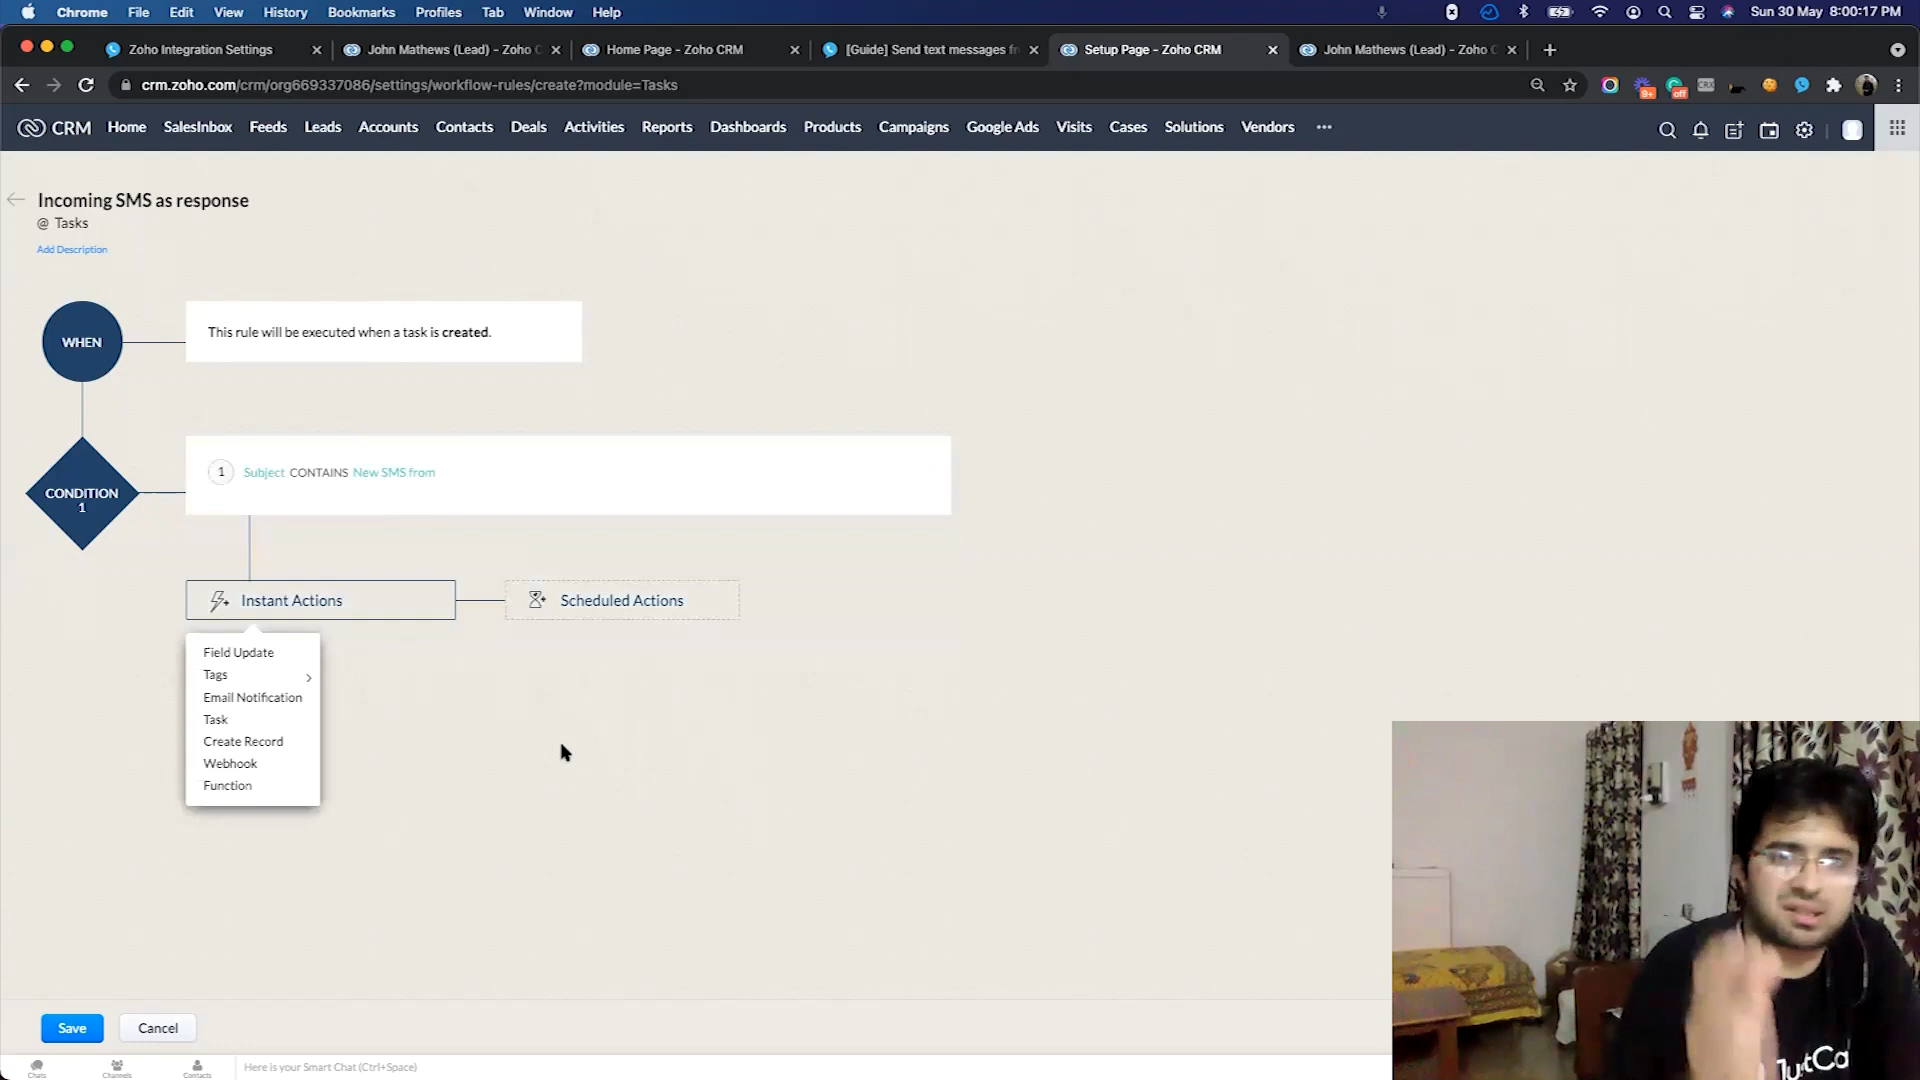 Chrome File Edit View History Bookmarks Profiles Tab Window Help Sun 30 May 8:00:17 PM
Zoho Integration Settings John Mathews (Lead) - Zoho C Home Page - Zoho CRM [Guide] Send text messages fr Setup Page - Zoho CRM John Mathews (Lead) - Zoho C
crm.zoho.com/crm/org669337086/settings/workflow-rules/create?module=Tasks 9+ off
CRM Home SalesInbox Feeds Leads Accounts Contacts Deals Activities Reports Dashboards Products Campaigns Google Ads Visits Cases Solutions Vendors
Incoming SMS as response
@ Tasks
Add Description
WHEN
This rule will be executed when a task is created.
CONDITION
1
1 Subject CONTAINS New SMS from
Instant Actions Scheduled Actions
Field Update
Tags
Email Notification
Task
Create Record
Webhook
Function
Save Cancel
Chats Channels Contacts Here is your Smart Chat (Ctrl+Space)
JustCa